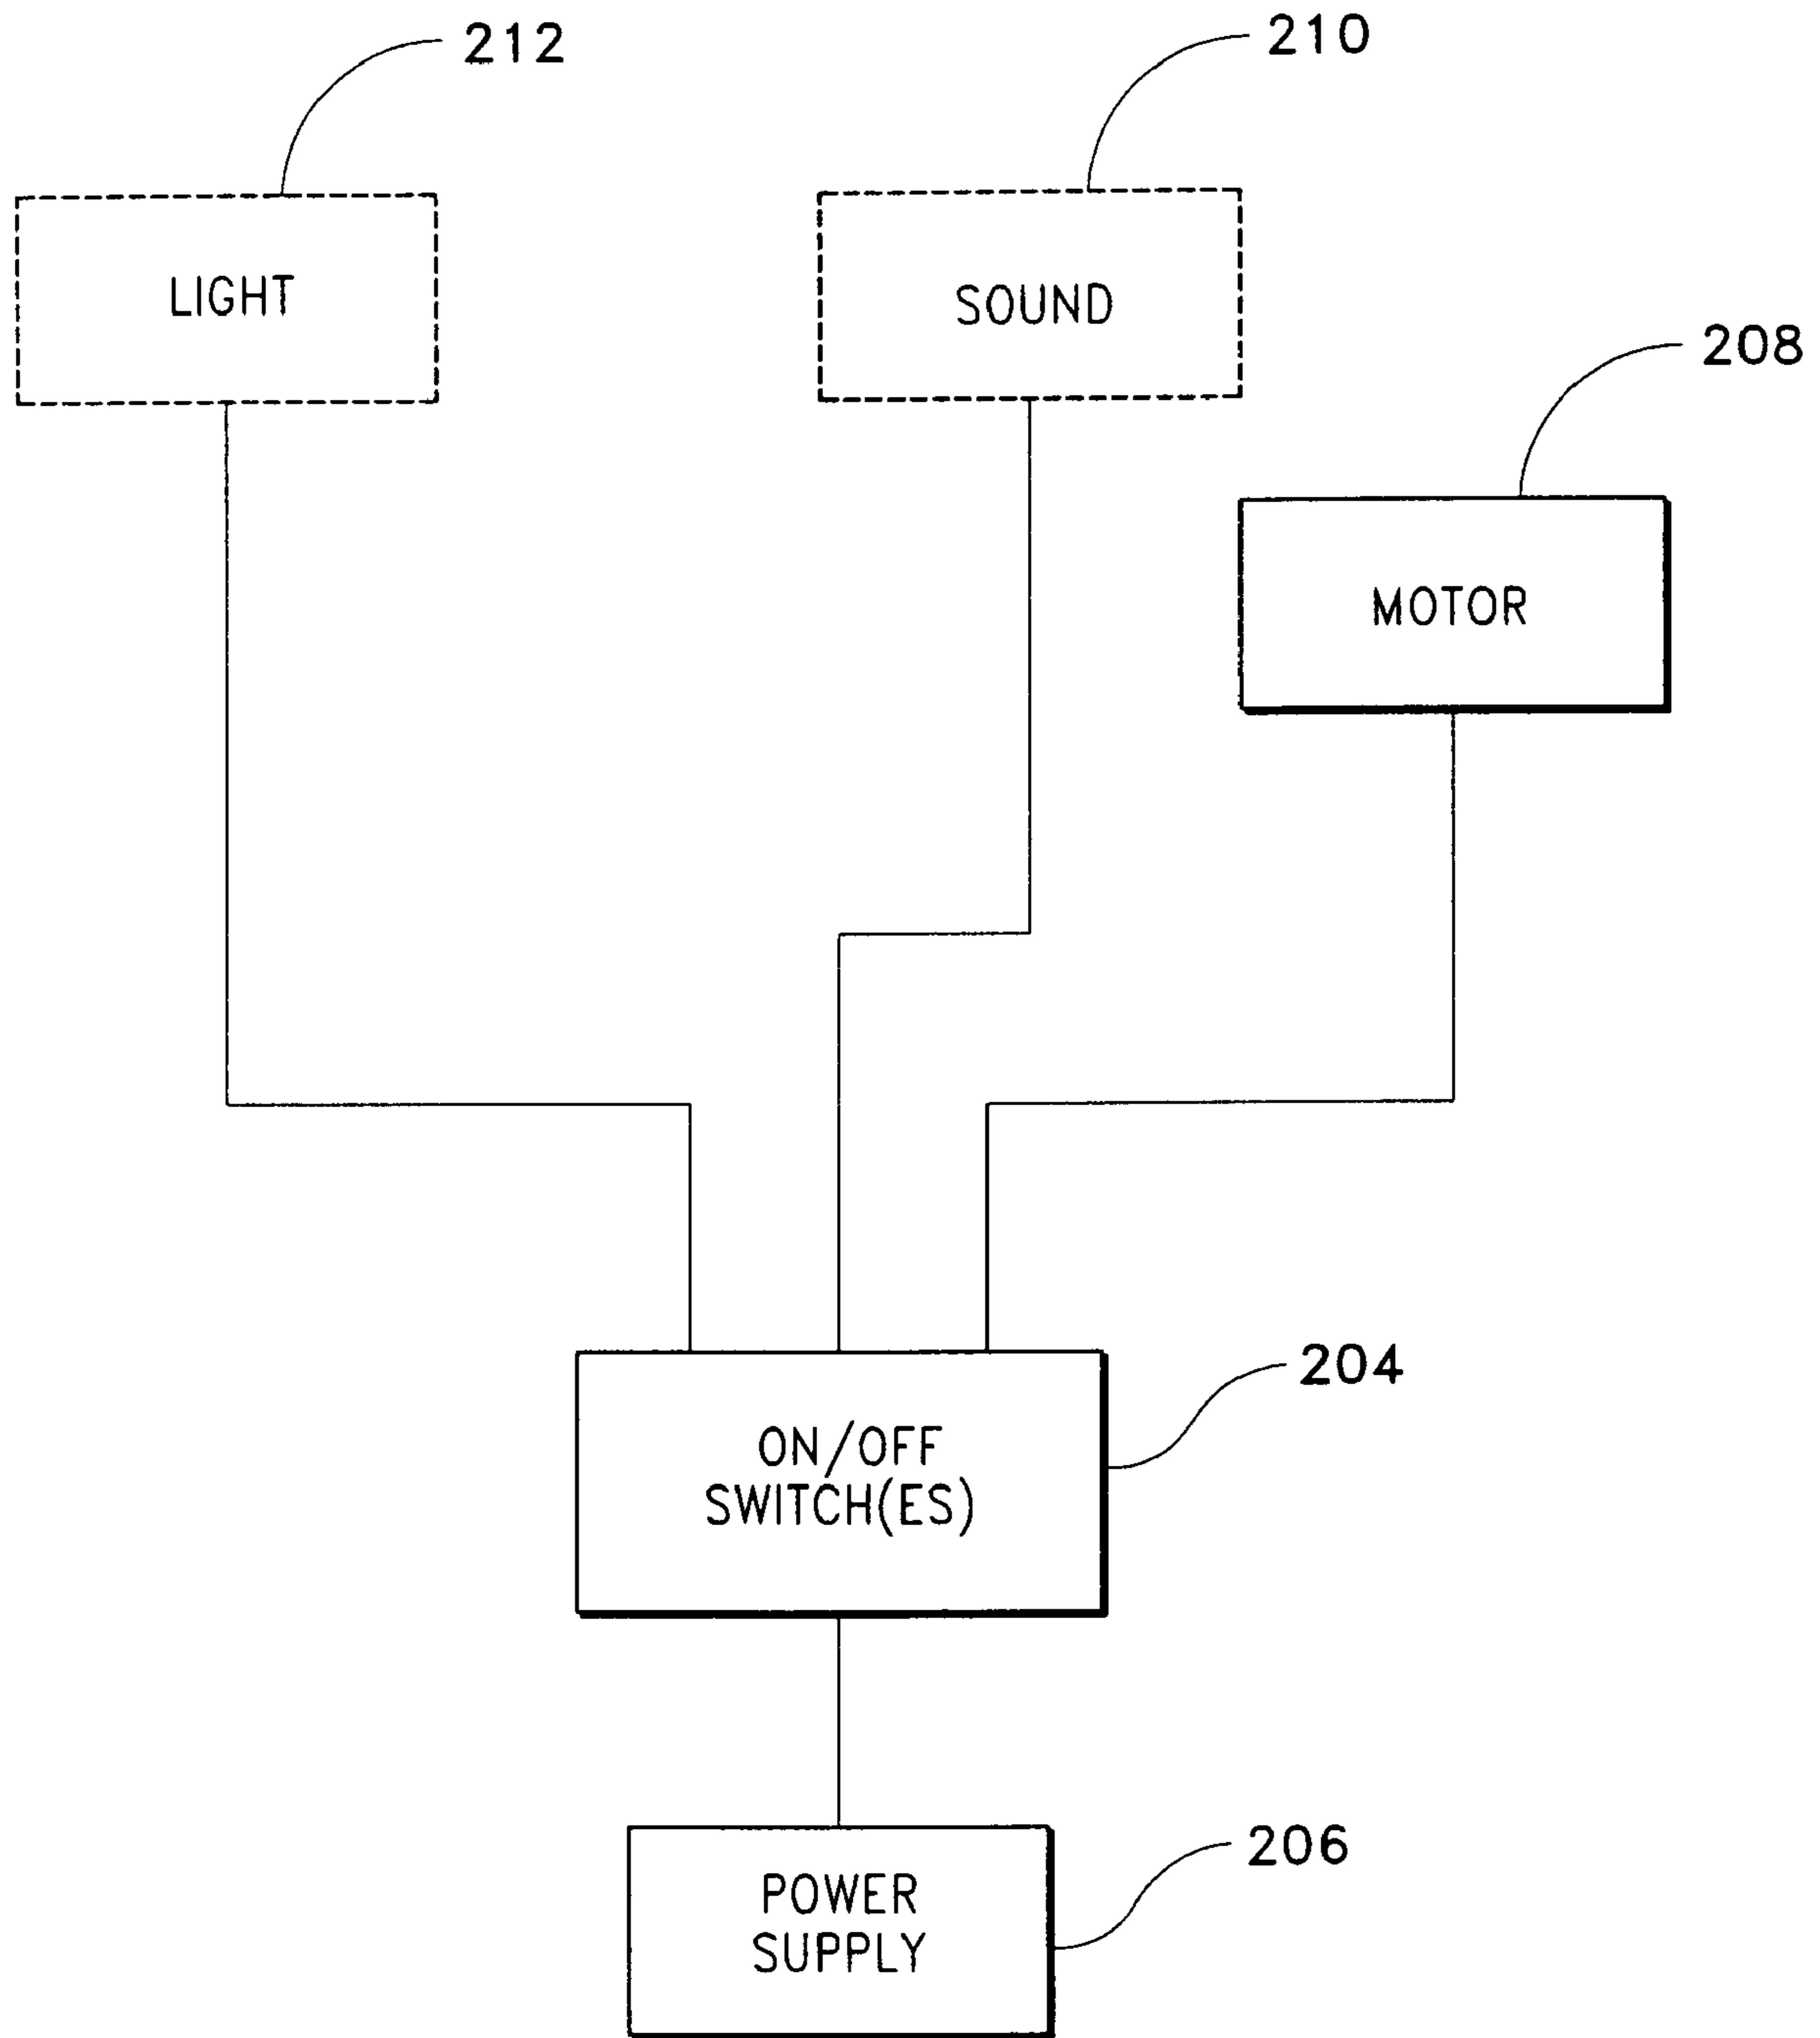 212
210
LIGHT
SOUND
208
MOTOR
204
ON/OFF
SWITCH(ES)
206
POWER
SUPPLY